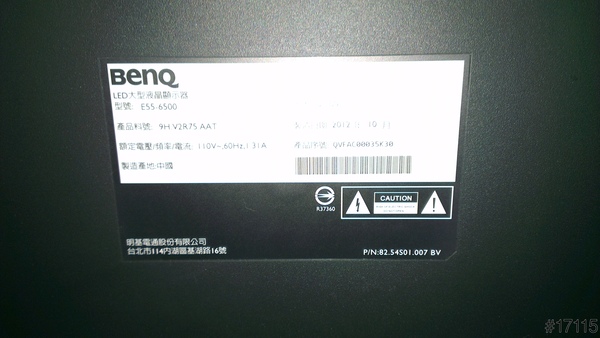 BenQ
LED大型液晶顯示器
型號: E55-6500
產品料號: 9H.V2R75.AAT
額定電壓/頻率/電流: 110V~,60Hz,1.31A
產品序號: QVFAC00035K30
製造產地:中國
R37360
CAUTION
明基電通股份有限公司
台北市114內湖區基湖路16號
P/N:82.54S01.007 BV
#17115